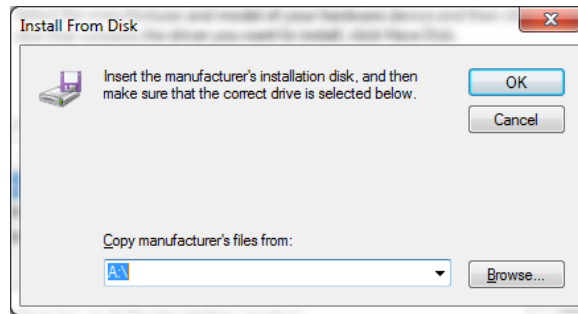 Install From Disk
Insert the manufacturer's installation disk, and then
make sure that the correct drive is selected below.
OK
Cancel
Copy manufacturer's files from:
A:\
Browse...